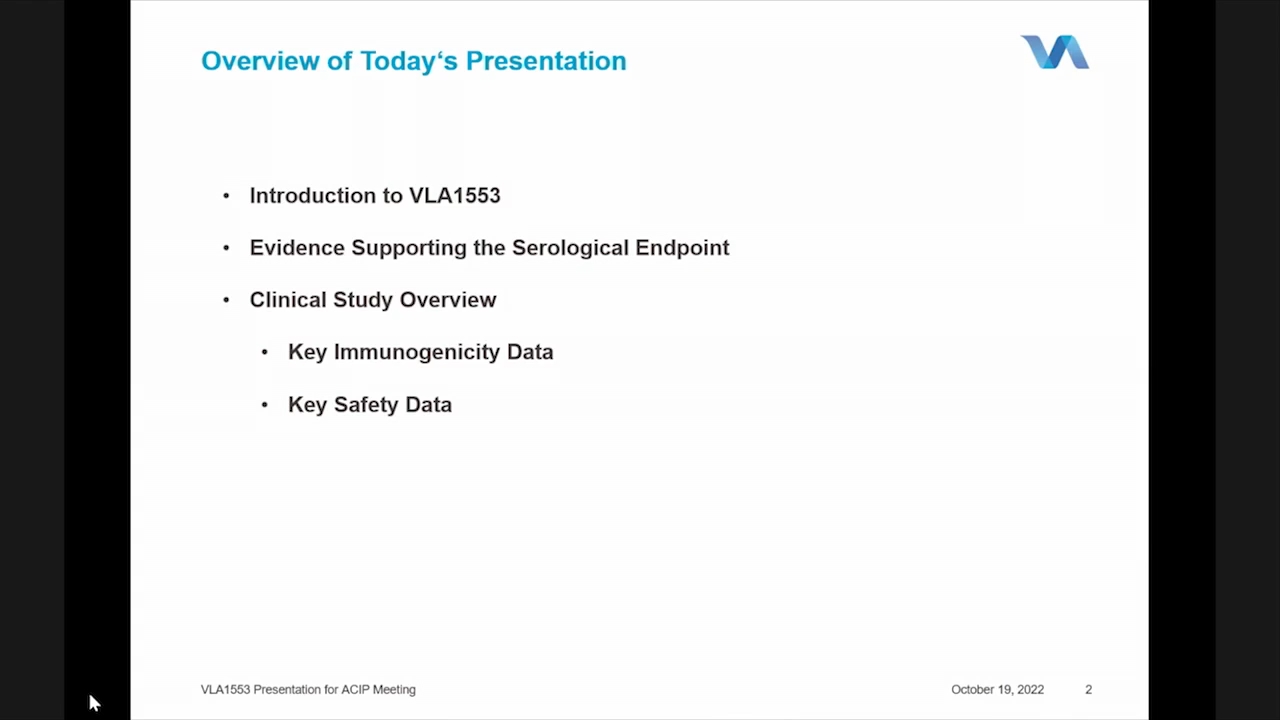 Overview of Today‘s Presentation
• Introduction to VLA1553
• Evidence Supporting the Serological Endpoint
• Clinical Study Overview
• Key Immunogenicity Data
• Key Safety Data
VLA1553 Presentation for ACIP Meeting
October 19, 2022
2